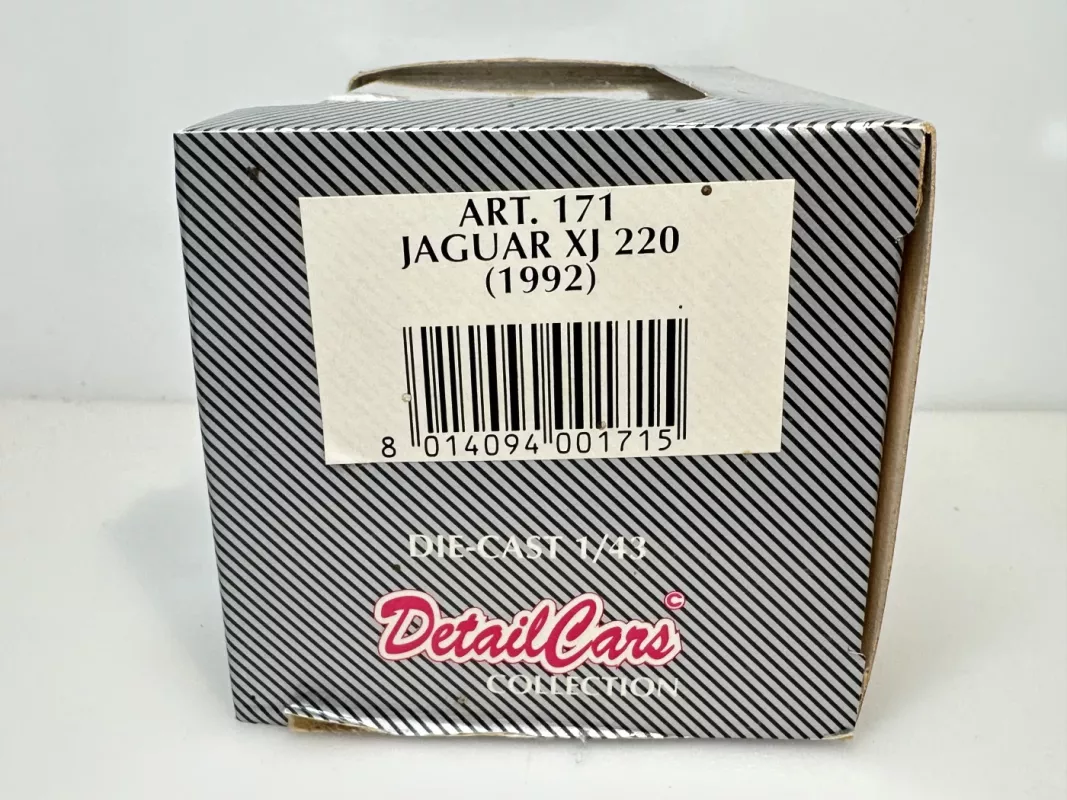 ART. 171
JAGUAR XJ 220
(1992)
8 014094 001715
DIE-CAST 1/43
DetailCars ©
COLLECTION